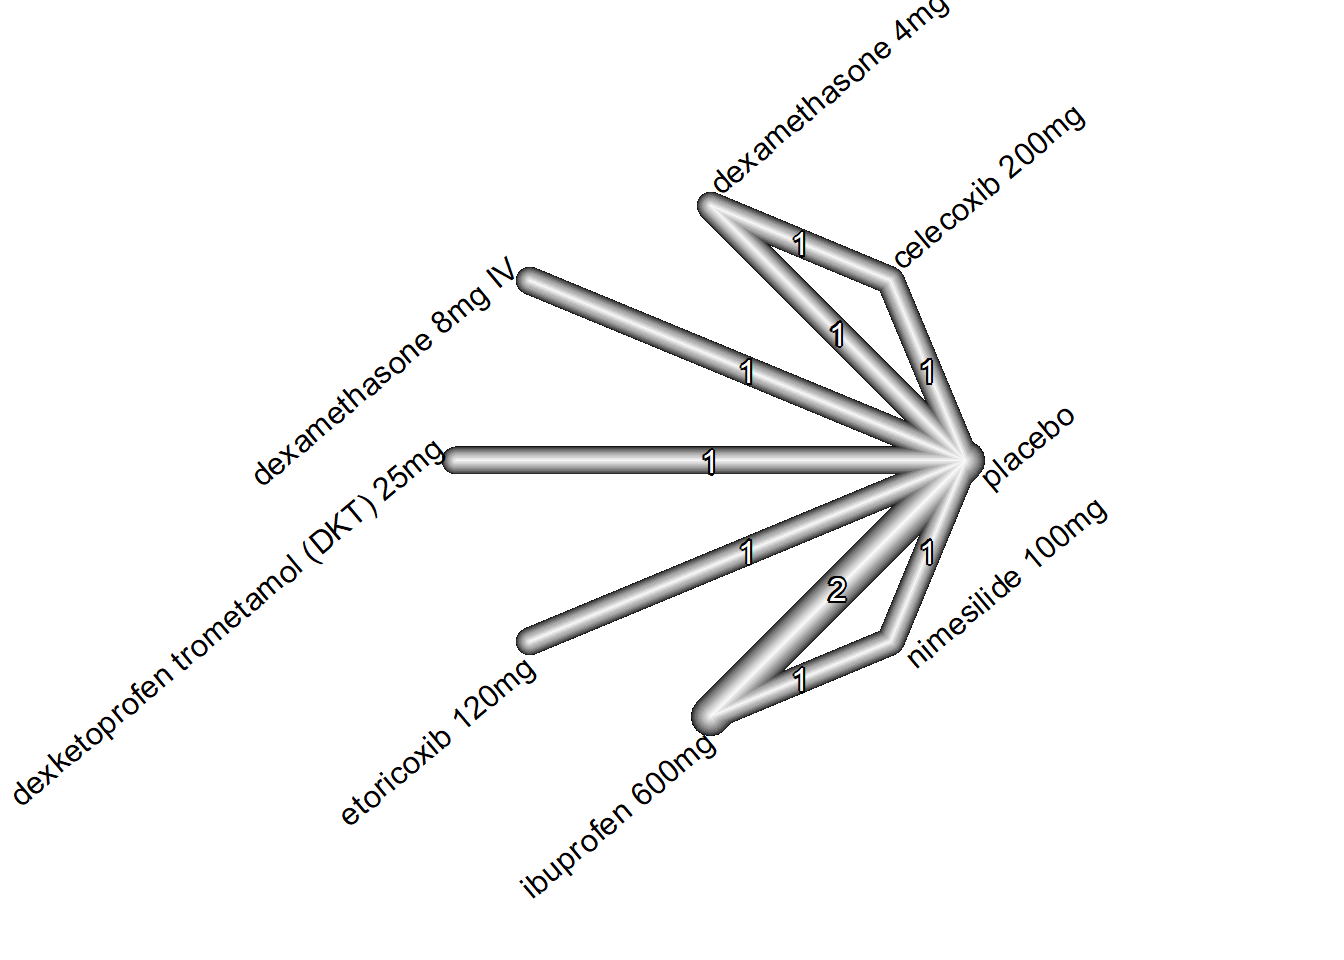 dexamethasone 4mg
celecoxib 200mg
1
dexamethasone 8mg IV
1
1
1
placebo
dexketoprofen trometamol (DKT) 25mg
1
1
1
nimesilide 100mg
2
etoricoxib 120mg
1
ibuprofen 600mg